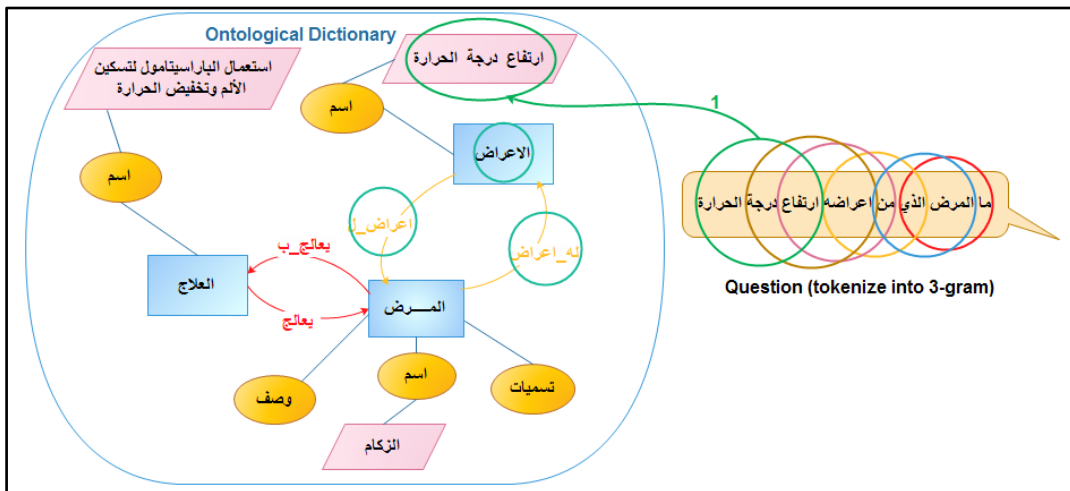 Ontological Dictionary
استعمال الباراسيتامول لتسكين
الألم وتخفيض الحرارة
ارتفاع درجة الحرارة
اسم
اسم
الاعراض
1
ما المرض الذي من اعراضه ارتفاع درجة الحرارة
Question (tokenize into 3-gram)
اعراض_ل
له_اعراض
يعالج_ب
يعالج
العلاج
المـــرض
وصف
اسم
تسميات
الزكام